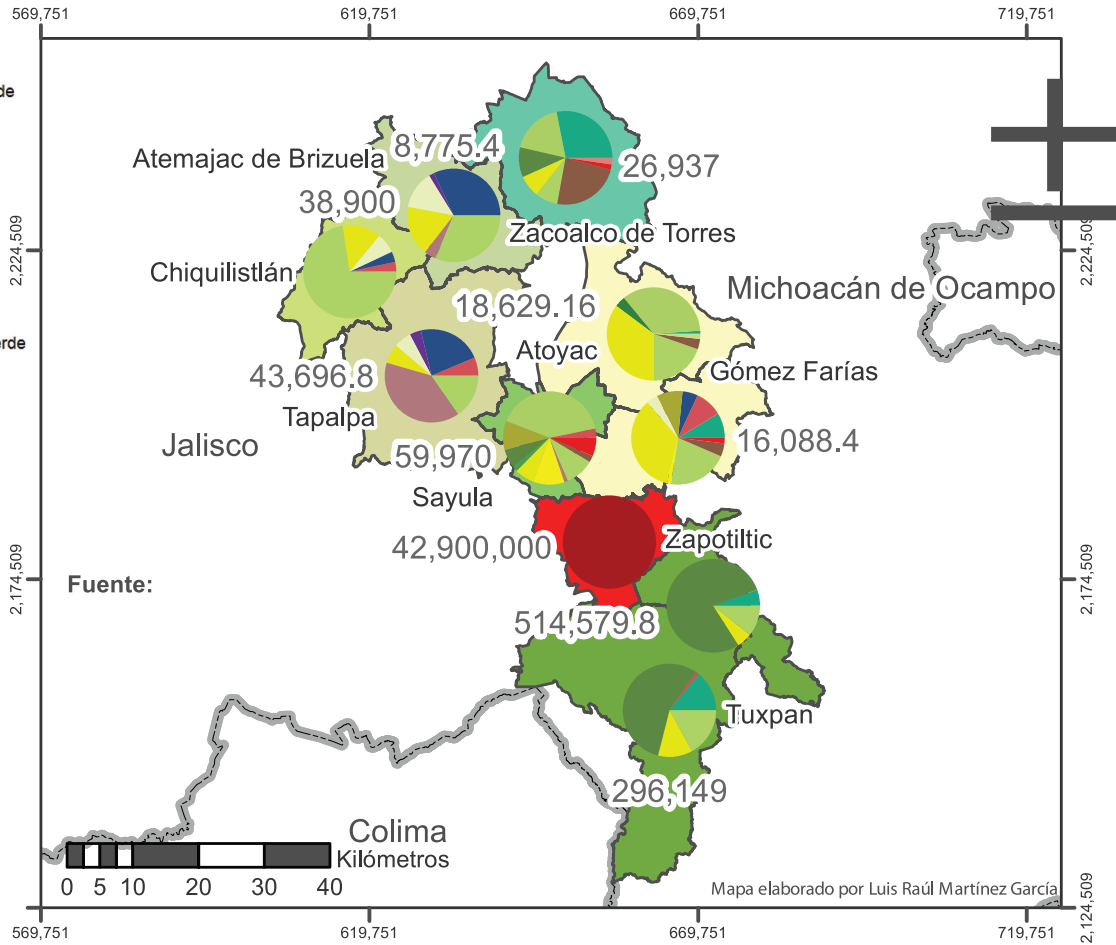 569,751
619,751
669,751
719,751
de
Atemajac de Brizuela
8,775.4
26,937
38,900
Zacoalco de Torres
2,224,509
2,224,509
Chiquilistlán
18,629.16
Michoacán de Ocampo
erde
Atoyac
43,696.8
Gómez Farías
Tapalpa
Jalisco
59,970
16,088.4
Sayula
42,900,000
Zapotiltic
2,174,509
2,174,509
Fuente:
514,579.8
Tuxpan
296,149
Colima
Kilómetros
0 5 10 20 30 40
Mapa elaborado por Luis Raúl Martínez García
2,124,509
569,751
619,751
669,751
719,751